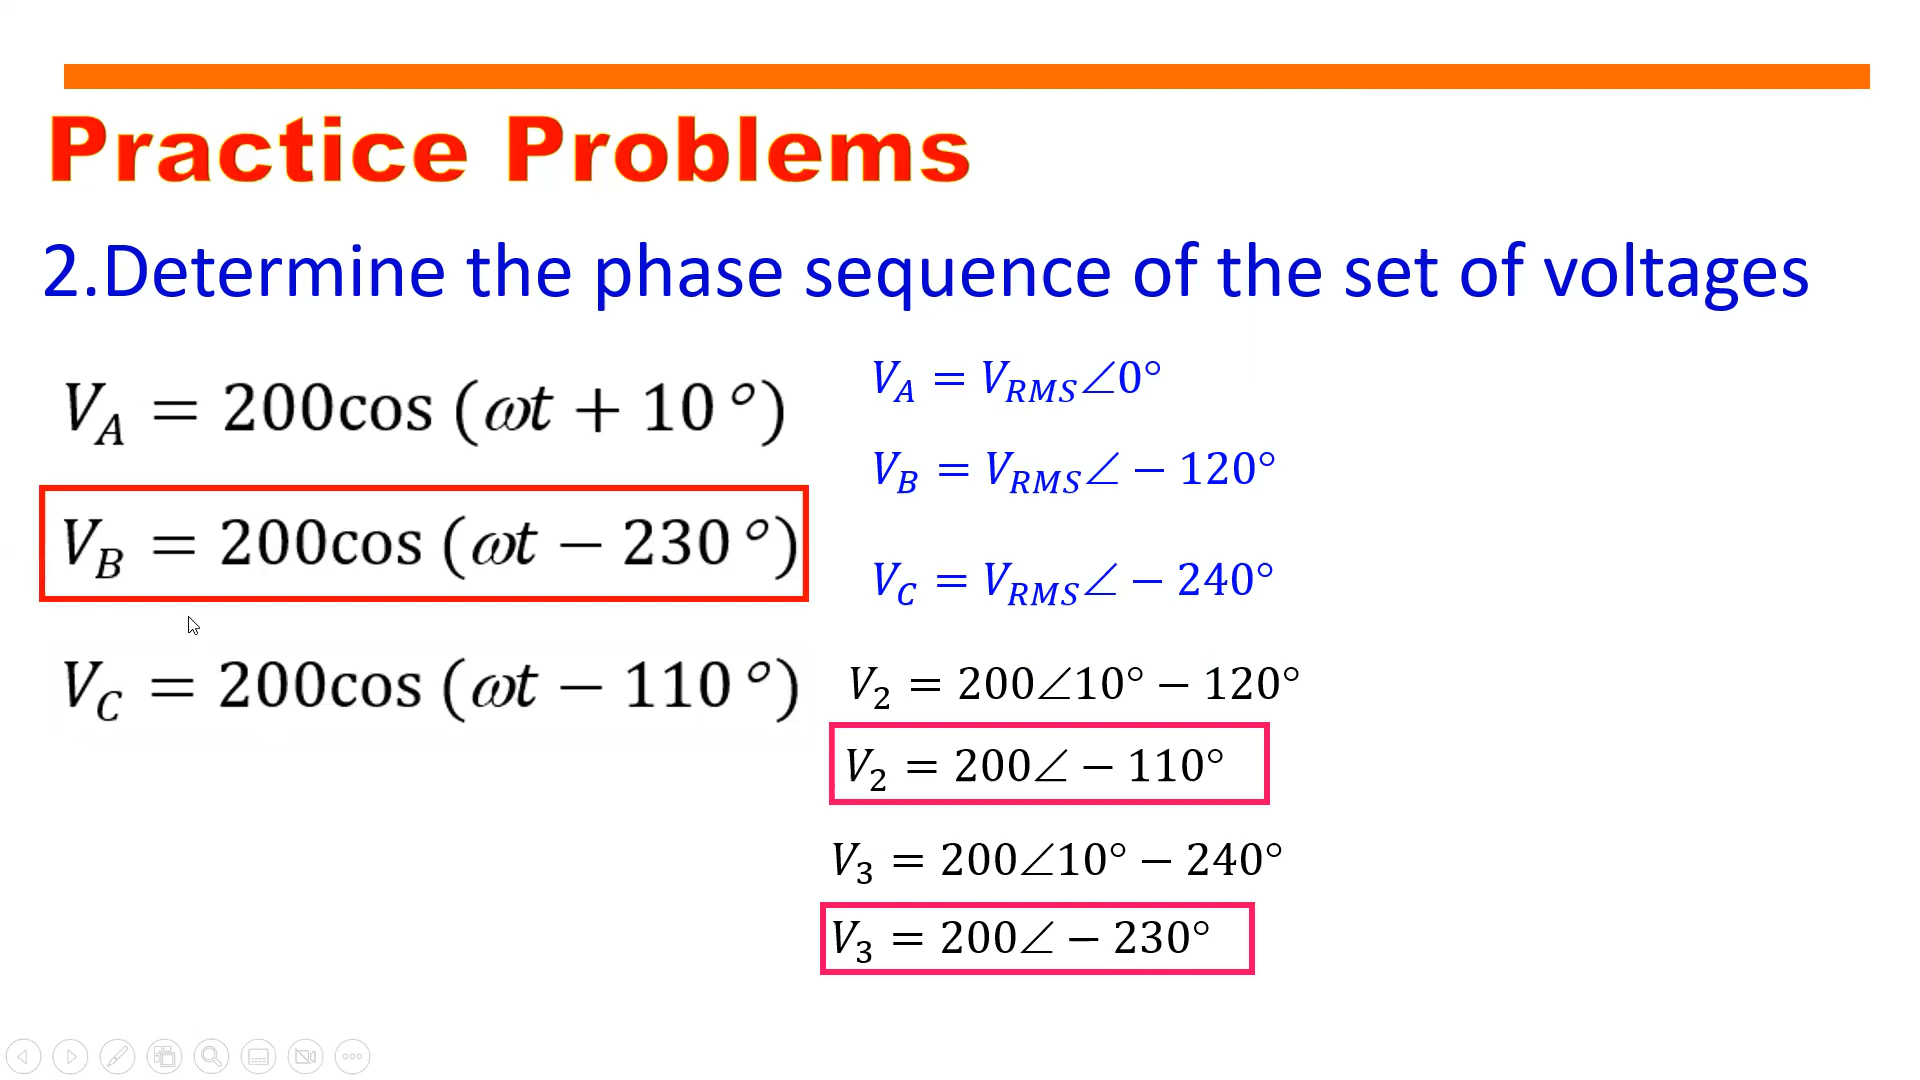 Practice Problems
2.Determine the phase sequence of the set of voltages
V_A = 200cos (ωt + 10°)
V_B = 200cos (ωt − 230°)
V_C = 200cos (ωt − 110°)
V_A = V_RMS∠0°
V_B = V_RMS∠ − 120°
V_C = V_RMS∠ − 240°
V_2 = 200∠10° − 120°
V_2 = 200∠ − 110°
V_3 = 200∠10° − 240°
V_3 = 200∠ − 230°